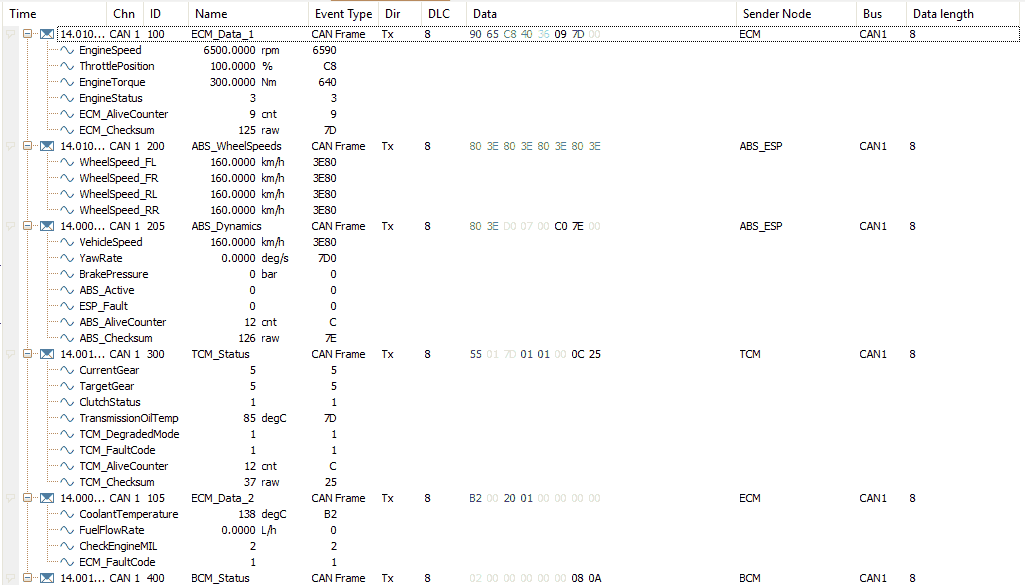 Time Chn ID Name Event Type Dir DLC Data Sender Node Bus Data length
14.010... CAN 1 100 ECM_Data_1 CAN Frame Tx 8 90 65 C8 40 36 09 7D 00 ECM CAN1 8
EngineSpeed 6500.0000 rpm 6590
ThrottlePosition 100.0000 % C8
EngineTorque 300.0000 Nm 640
EngineStatus 3 3
ECM_AliveCounter 9 cnt 9
ECM_Checksum 125 raw 7D
14.010... CAN 1 200 ABS_WheelSpeeds CAN Frame Tx 8 80 3E 80 3E 80 3E 80 3E ABS_ESP CAN1 8
WheelSpeed_FL 160.0000 km/h 3E80
WheelSpeed_FR 160.0000 km/h 3E80
WheelSpeed_RL 160.0000 km/h 3E80
WheelSpeed_RR 160.0000 km/h 3E80
14.000... CAN 1 205 ABS_Dynamics CAN Frame Tx 8 80 3E D0 07 00 C0 7E 00 ABS_ESP CAN1 8
VehicleSpeed 160.0000 km/h 3E80
YawRate 0.0000 deg/s 7D0
BrakePressure 0 bar 0
ABS_Active 0 0
ESP_Fault 0 0
ABS_AliveCounter 12 cnt C
ABS_Checksum 126 raw 7E
14.001... CAN 1 300 TCM_Status CAN Frame Tx 8 55 01 7D 01 01 00 0C 25 TCM CAN1 8
CurrentGear 5 5
TargetGear 5 5
ClutchStatus 1 1
TransmissionOilTemp 85 degC 7D
TCM_DegradedMode 1 1
TCM_FaultCode 1 1
TCM_AliveCounter 12 cnt C
TCM_Checksum 37 raw 25
14.000... CAN 1 105 ECM_Data_2 CAN Frame Tx 8 B2 00 20 01 00 00 00 00 ECM CAN1 8
CoolantTemperature 138 degC B2
FuelFlowRate 0.0000 L/h 0
CheckEngineMIL 2 2
ECM_FaultCode 1 1
14.001... CAN 1 400 BCM_Status CAN Frame Tx 8 02 00 00 00 00 00 08 0A BCM CAN1 8